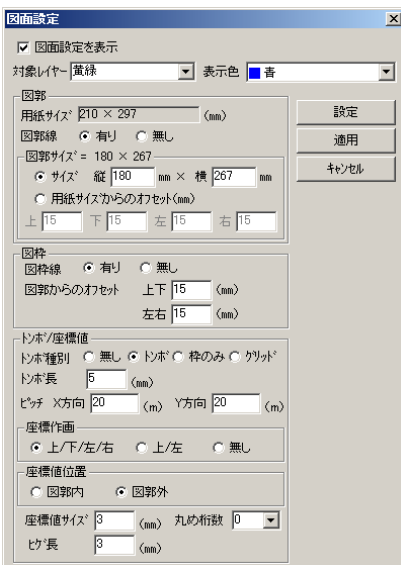 図面設定
図面設定を表示
対象レイヤー 黄緑 表示色 青
図郭
用紙サイズ 210 × 297 (mm)
図郭線 有り 無し
図郭サイズ = 180 × 267
サイズ 縦 180 mm × 横 267 mm
用紙サイズからのオフセット(mm)
上 15 下 15 左 15 右 15
図枠
図枠線 有り 無し
図郭からのオフセット 上下 15 (mm)
左右 15 (mm)
トンボ/座標値
トンボ種別 無し トンボ 枠のみ グリッド
トンボ長 5 (mm)
ピッチ X方向 20 (m) Y方向 20 (m)
座標作画
上/下/左/右 上/左 無し
座標値位置
図郭内 図郭外
座標値サイズ 3 (mm) 丸め桁数 0
ヒゲ長 3 (mm)
設定
適用
キャンセル